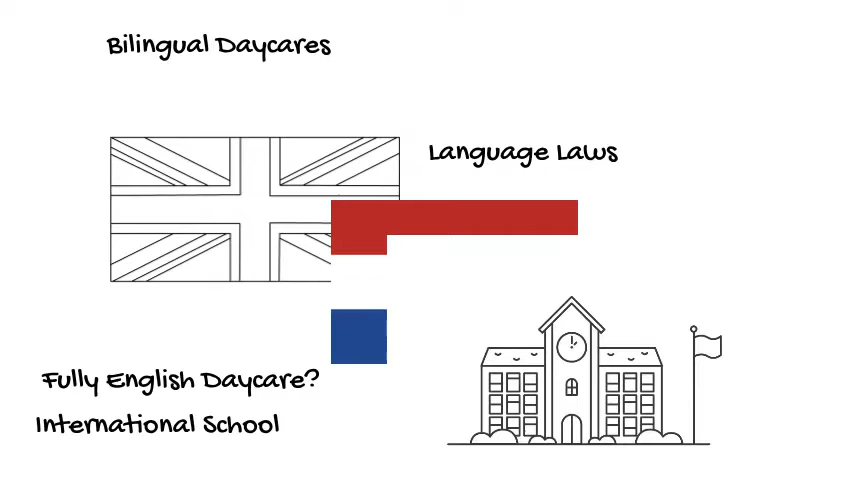 Bilingual Daycares
Language Laws
Fully English Daycare?
International School